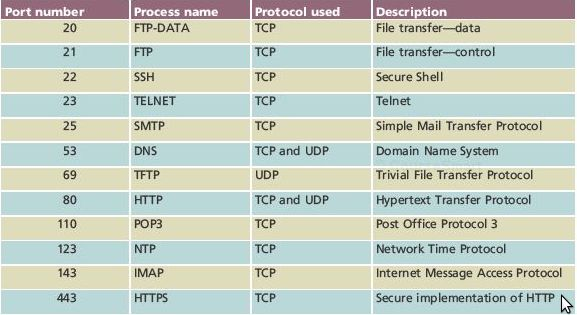 Port number Process name Protocol used Description
20 FTP-DATA TCP File transfer—data
21 FTP TCP File transfer—control
22 SSH TCP Secure Shell
23 TELNET TCP Telnet
25 SMTP TCP Simple Mail Transfer Protocol
53 DNS TCP and UDP Domain Name System
69 TFTP UDP Trivial File Transfer Protocol
80 HTTP TCP and UDP Hypertext Transfer Protocol
110 POP3 TCP Post Office Protocol 3
123 NTP TCP Network Time Protocol
143 IMAP TCP Internet Message Access Protocol
443 HTTPS TCP Secure implementation of HTTP